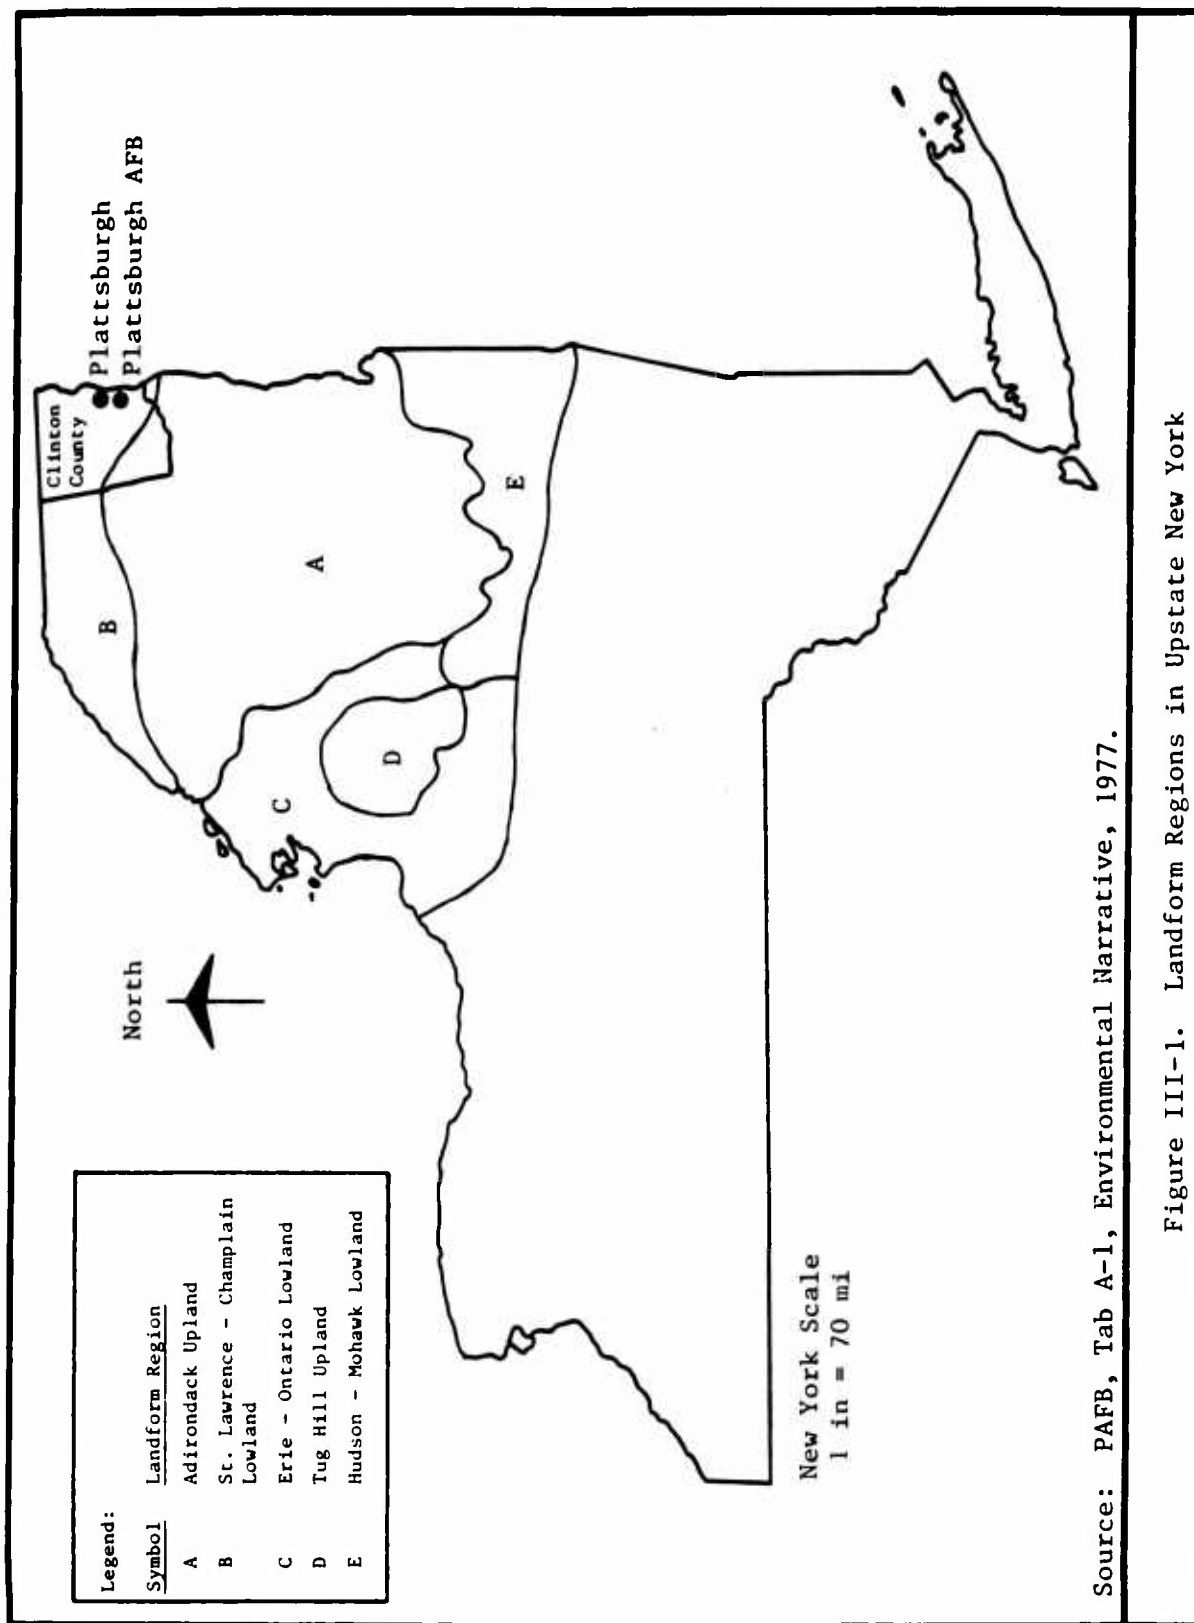 Legend:
Symbol Landform Region
A Adirondack Upland
B St. Lawrence - Champlain
Lowland
C Erie - Ontario Lowland
D Tug Hill Upland
E Hudson - Mohawk Lowland
North
Clinton
County
Plattsburgh
Plattsburgh AFB
B
A
C
D
E
New York Scale
1 in = 70 mi
Source: PAFB, Tab A-1, Environmental Narrative, 1977.
Figure III-1. Landform Regions in Upstate New York